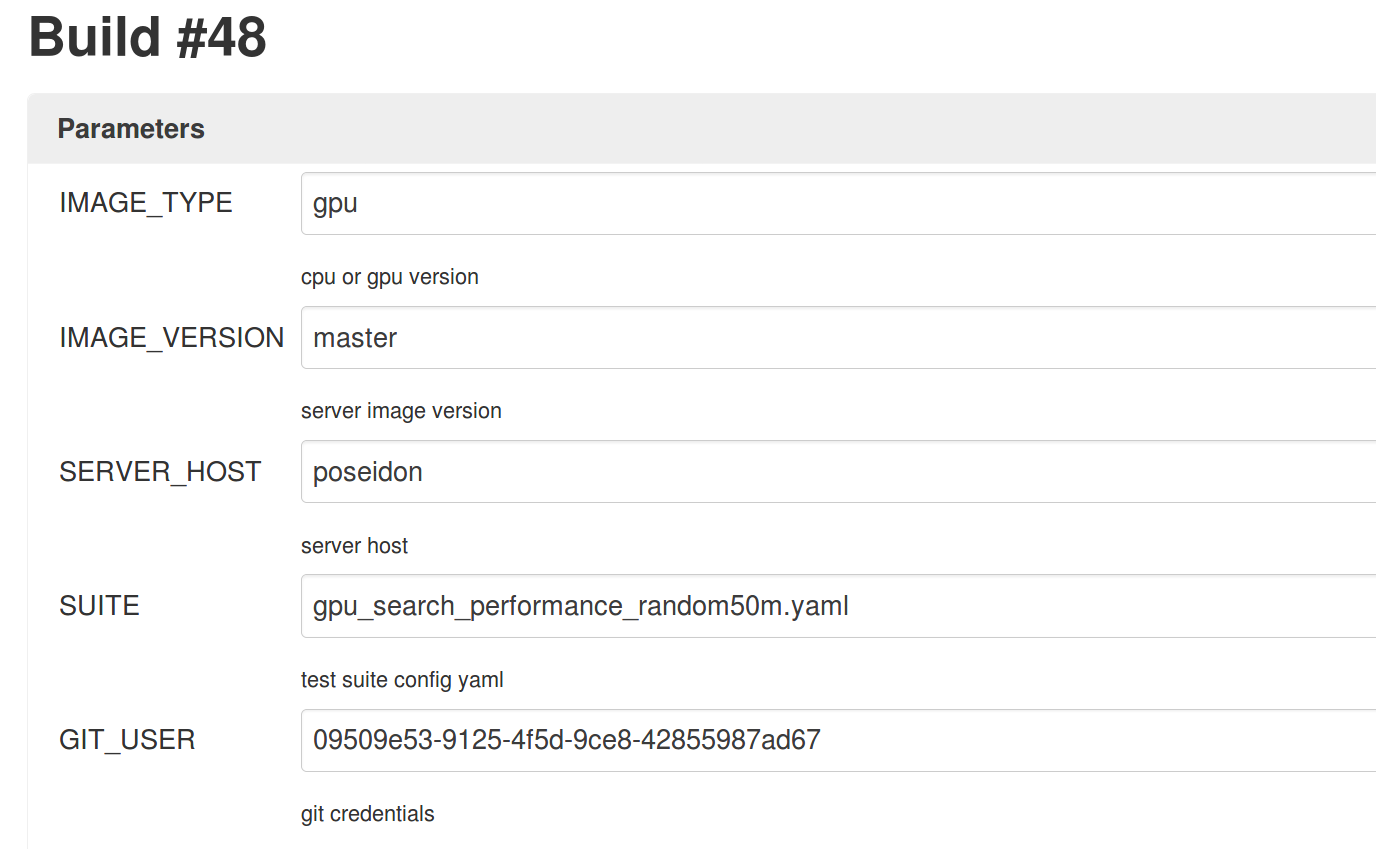 Build #48
Parameters
IMAGE_TYPE
gpu
cpu or gpu version
IMAGE_VERSION
master
server image version
SERVER_HOST
poseidon
server host
SUITE
gpu_search_performance_random50m.yaml
test suite config yaml
GIT_USER
09509e53-9125-4f5d-9ce8-42855987ad67
git credentials